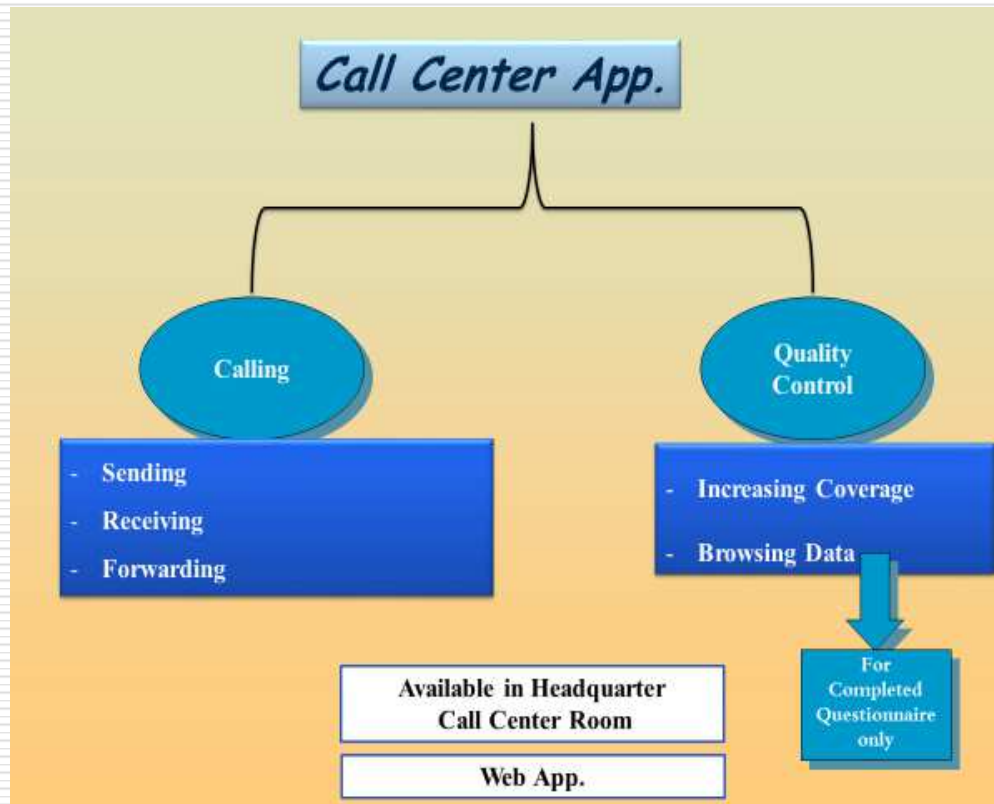 Call Center App.
Calling
- Sending
- Receiving
- Forwarding
Quality
Control
- Increasing Coverage
- Browsing Data
For
Completed
Questionnaire
only
Available in Headquarter
Call Center Room
Web App.